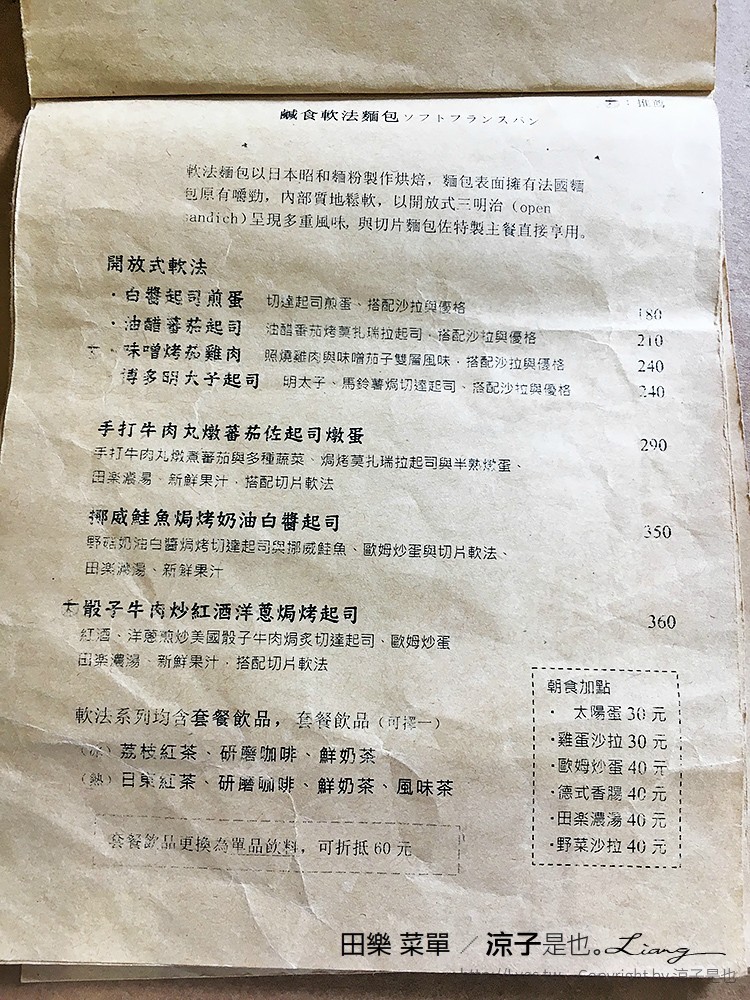 ：推薦
鹹食軟法麵包ソフトフランスパン
軟法麵包以日本昭和麵粉製作烘焙，麵包表面擁有法國麵
包原有嚼勁，內部質地鬆軟，以開放式三明治（open
sandich）呈現多重風味，與切片麵包佐特製主餐直接享用。
開放式軟法
・白醬起司煎蛋 切達起司煎蛋、搭配沙拉與優格 180
・油醋蕃茄起司 油醋番茄烤莫扎瑞拉起司、搭配沙拉與優格 210
・味噌烤茄雞肉 照燒雞肉與味噌茄子雙層風味，搭配沙拉與優格 240
博多明太子起司 明太子、馬鈴薯焗切達起司、搭配沙拉與優格 240
手打牛肉丸燉蕃茄佐起司燉蛋 290
手打牛肉丸燉煮蕃茄與多種蔬菜、焗烤莫扎瑞拉起司與半熟燉蛋、
田楽濃湯、新鮮果汁，搭配切片軟法
挪威鮭魚焗烤奶油白醬起司 350
野菇奶油白醬焗烤切達起司與挪威鮭魚、歐姆炒蛋與切片軟法、
田楽濃湯、新鮮果汁
骰子牛肉炒紅酒洋蔥焗烤起司 360
紅酒、洋蔥煎炒美國骰子牛肉焗炙切達起司、歐姆炒蛋
田楽濃湯、新鮮果汁，搭配切片軟法
軟法系列均含套餐飲品，套餐飲品（可擇一）
（冰）荔枝紅茶、研磨咖啡、鮮奶茶
（熱）日東紅茶、研磨咖啡、鮮奶茶、風味茶
套餐飲品更換為單品飲料，可折抵 60 元
朝食加點
・ 太陽蛋 30 元
・雞蛋沙拉 30 元
・歐姆炒蛋 40 元
・德式香腸 40 元
・田楽濃湯 40 元
・野菜沙拉 40 元
田樂 菜單 ／ 涼子是也。Liang
Copyright by 涼子是也